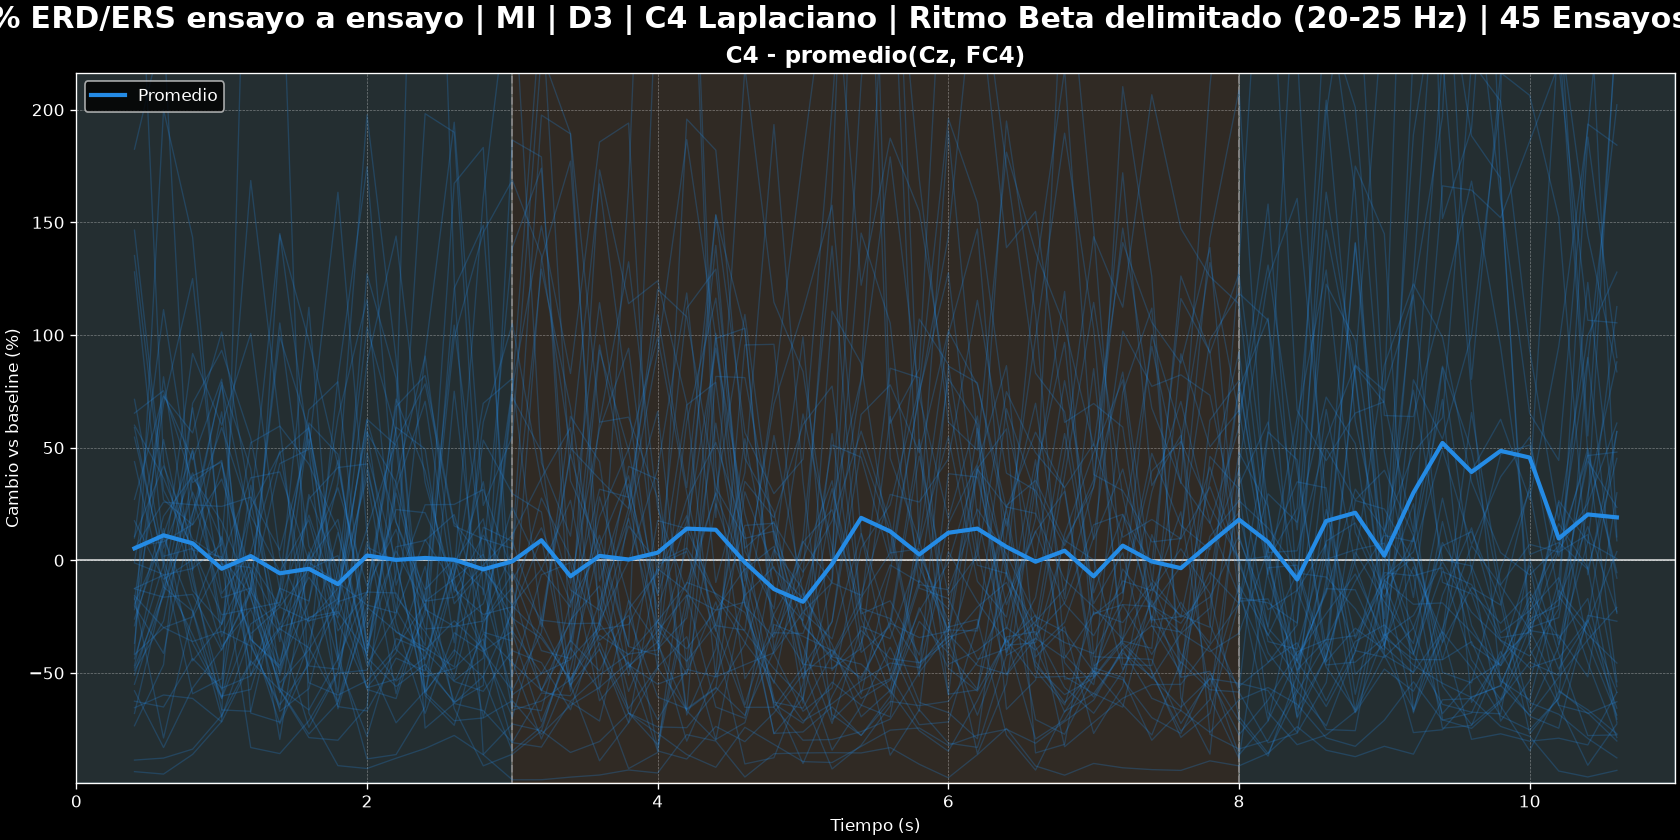 % ERD/ERS ensayo a ensayo | MI | D3 | C4 Laplaciano | Ritmo Beta delimitado (20-25 Hz) | 45 Ensayos
C4 - promedio(Cz, FC4)
Promedio
Cambio vs baseline (%)
200
150
100
50
0
−50
0 2 4 6 8 10
Tiempo (s)